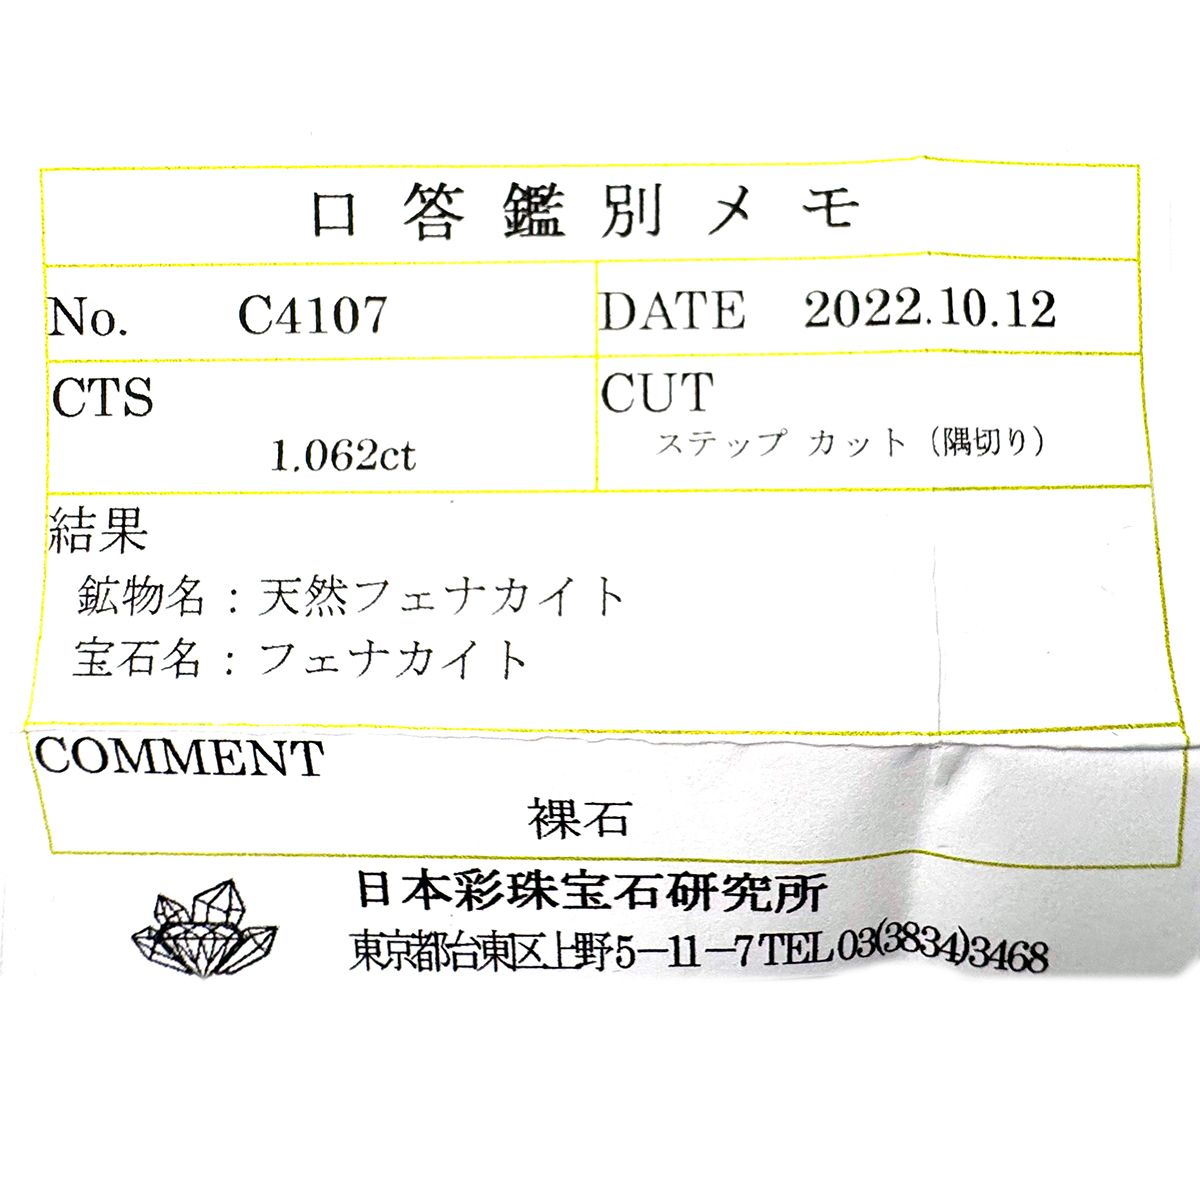 口答鑑別メモ
No. C4107
DATE 2022.10.12
CTS
1.062ct
CUT
ステップ カット（隅切り）
結果
鉱物名：天然フェナカイト
宝石名：フェナカイト
COMMENT
裸石
日本彩珠宝石研究所
東京都台東区上野5－11－7 TEL 03(3834)3468